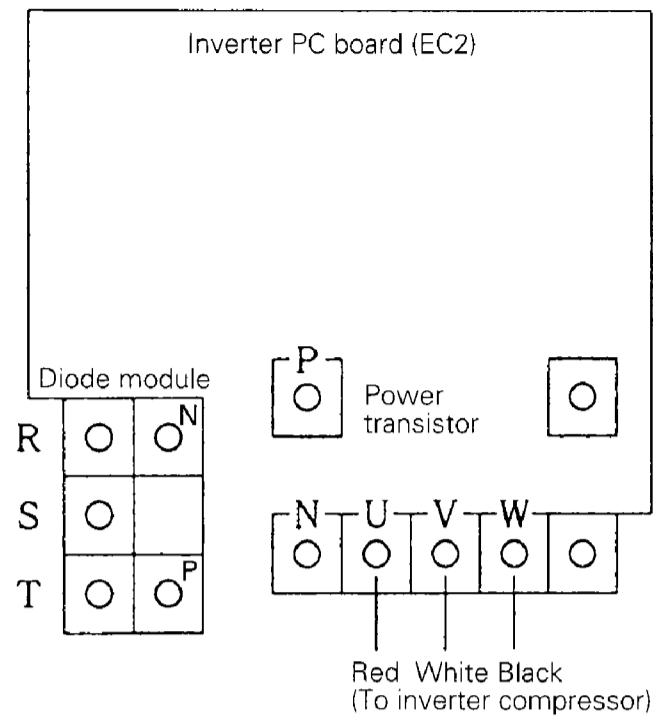 Inverter PC board (EC2)
Diode module
R
N
S
T
P
P
Power
transistor
N U V W
Red White Black
(To inverter compressor)